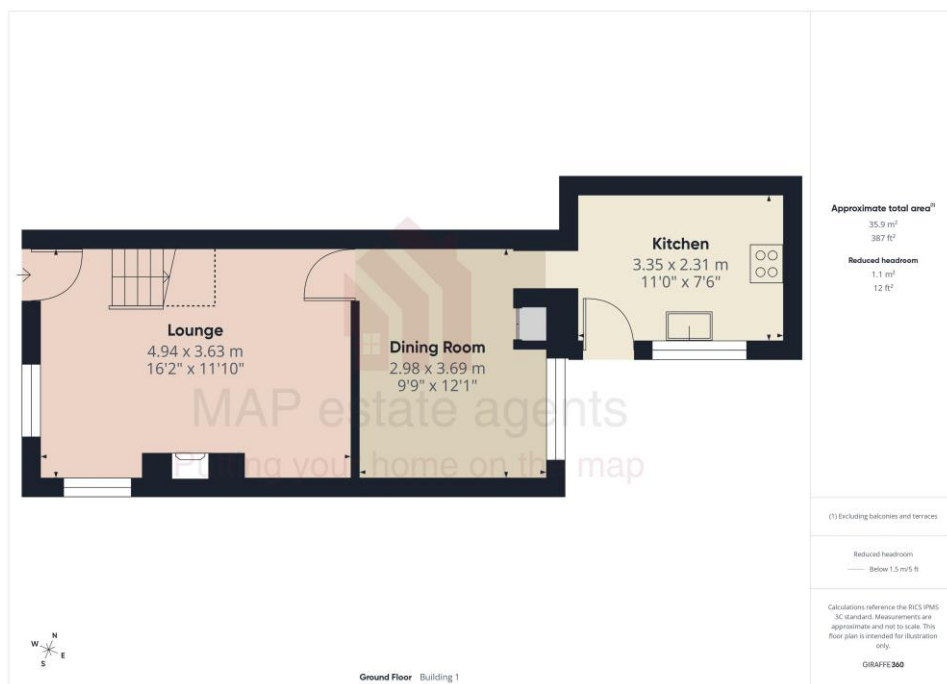 Lounge
4.94 x 3.63 m
16'2" x 11'10"
Dining Room
2.98 x 3.69 m
9'9" x 12'1"
Kitchen
3.35 x 2.31 m
11'0" x 7'6"
MAP estate agents
Putting your home on the map
Approximate total area(1)
35.9 m²
387 ft²
Reduced headroom
1.1 m²
12 ft²
(1) Excluding balconies and terraces
Reduced headroom
Below 1.5 m/5 ft
Calculations reference the RICS IPMS
3C standard. Measurements are
approximate and not to scale. This
floor plan is intended for illustration
only.
GIRAFFE360
N
W
E
S
Ground Floor Building 1